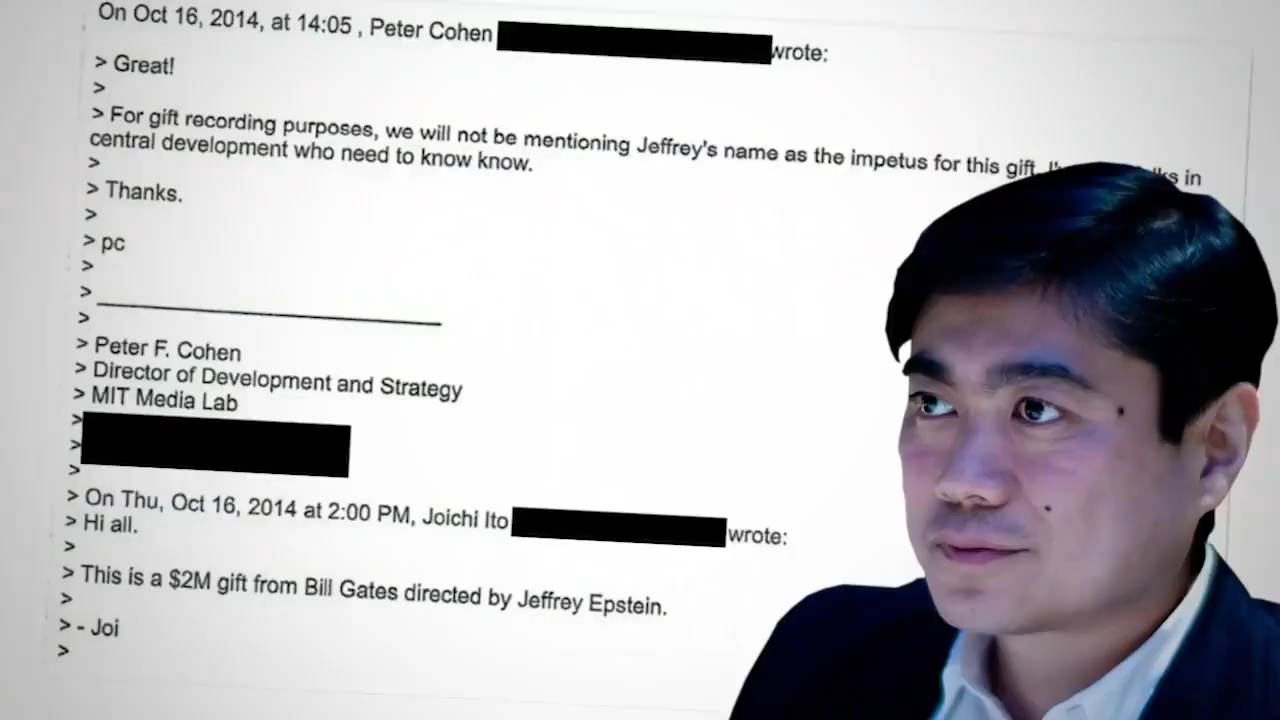 On Oct 16, 2014, at 14:05 , Peter Cohen wrote:
> Great!
>
> For gift recording purposes, we will not be mentioning Jeffrey's name as the impetus for this gift. in
central development who need to know know.
>
> Thanks.
>
> pc
>
>
>
> Peter F. Cohen
> Director of Development and Strategy
> MIT Media Lab
>
>
>
> On Thu, Oct 16, 2014 at 2:00 PM, Joichi Ito wrote:
> Hi all.
>
> This is a $2M gift from Bill Gates directed by Jeffrey Epstein.
>
> - Joi
>